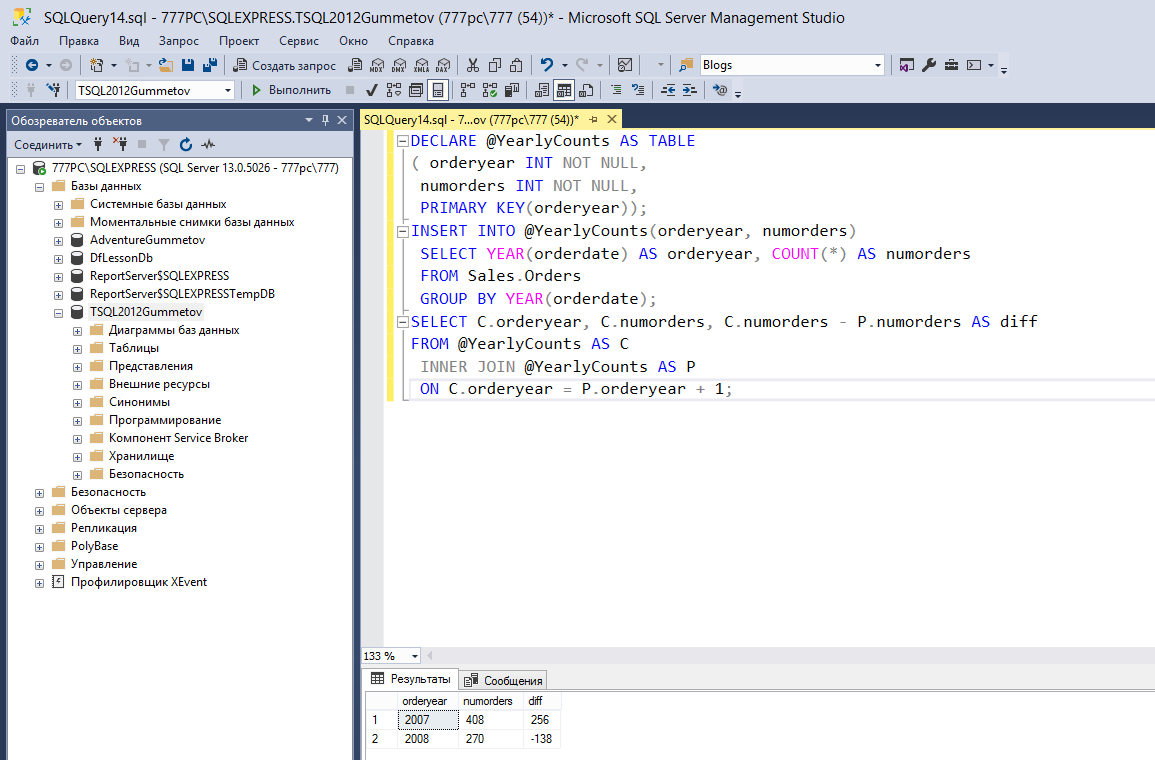 SQLQuery14.sql - 777PC\SQLEXPRESS.TSQL2012Gummetov (777pc\777 (54))* - Microsoft SQL Server Management Studio
Файл Правка Вид Запрос Проект Сервис Окно Справка
Создать запрос MDX DMX XMLA DAX Blogs
TSQL2012Gummetov Выполнить
Обозреватель объектов
Соединить
777PC\SQLEXPRESS (SQL Server 13.0.5026 - 777pc\777)
Базы данных
Системные базы данных
Моментальные снимки базы данных
AdventureGummetov
DfLessonDb
ReportServer$SQLEXPRESS
ReportServer$SQLEXPRESSTempDB
TSQL2012Gummetov
Диаграммы баз данных
Таблицы
Представления
Внешние ресурсы
Синонимы
Программирование
Компонент Service Broker
Хранилище
Безопасность
Безопасность
Объекты сервера
Репликация
PolyBase
Управление
Профилировщик XEvent
SQLQuery14.sql - 7...ov (777pc\777 (54))*
DECLARE @YearlyCounts AS TABLE
( orderyear INT NOT NULL,
numorders INT NOT NULL,
PRIMARY KEY(orderyear));
INSERT INTO @YearlyCounts(orderyear, numorders)
SELECT YEAR(orderdate) AS orderyear, COUNT(*) AS numorders
FROM Sales.Orders
GROUP BY YEAR(orderdate);
SELECT C.orderyear, C.numorders, C.numorders - P.numorders AS diff
FROM @YearlyCounts AS C
INNER JOIN @YearlyCounts AS P
ON C.orderyear = P.orderyear + 1;
133 %
Результаты Сообщения
orderyear numorders diff
1 2007 408 256
2 2008 270 -138